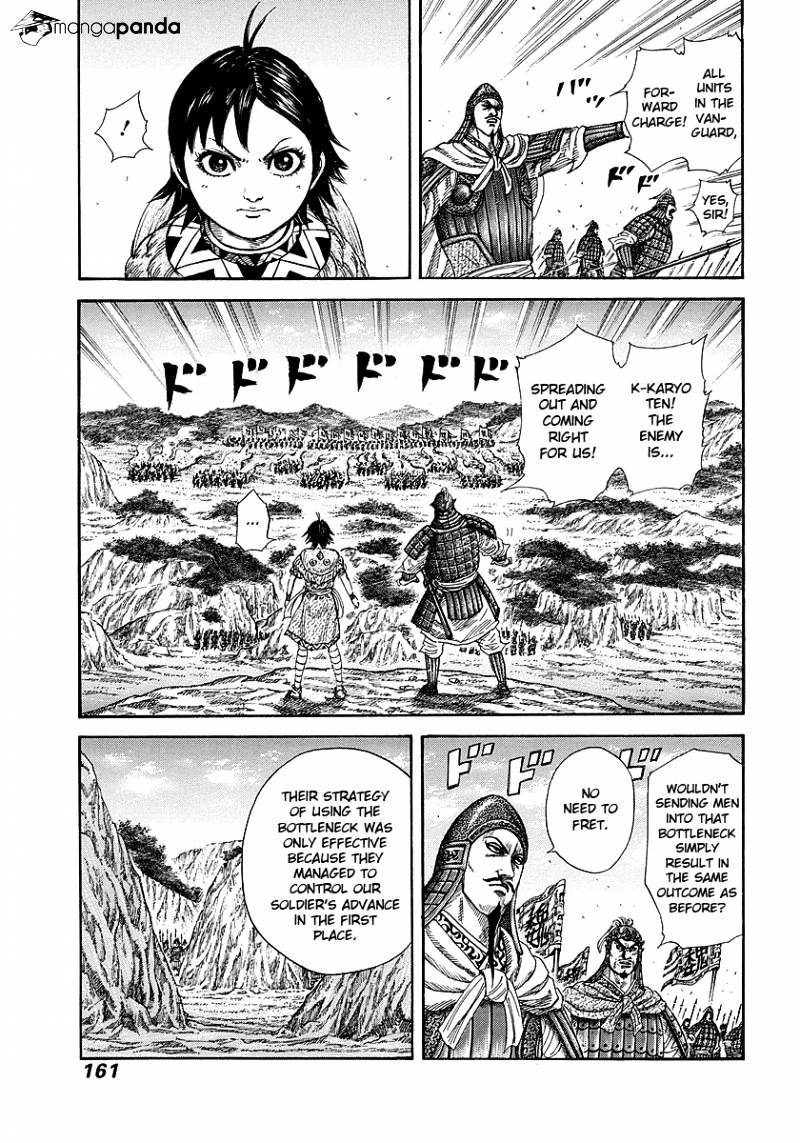 mangapanda
ALL
UNITS
IN THE
VAN-
GUARD,
FOR-
WARD
CHARGE!
バッ
YES,
SIR!
ドド
!
K-KARYO
TEN!
THE
ENEMY
IS...
SPREADING
OUT AND
COMING
RIGHT
FOR US!
ドドドドドド
...
WOULDN'T
SENDING MEN
INTO THAT
BOTTLENECK
SIMPLY
RESULT IN
THE SAME
OUTCOME AS
BEFORE?
NO
NEED TO
FRET.
ドドド
THEIR STRATEGY
OF USING THE
BOTTLENECK WAS
ONLY EFFECTIVE
BECAUSE THEY
MANAGED TO
CONTROL OUR
SOLDIER'S ADVANCE
IN THE FIRST
PLACE.
161